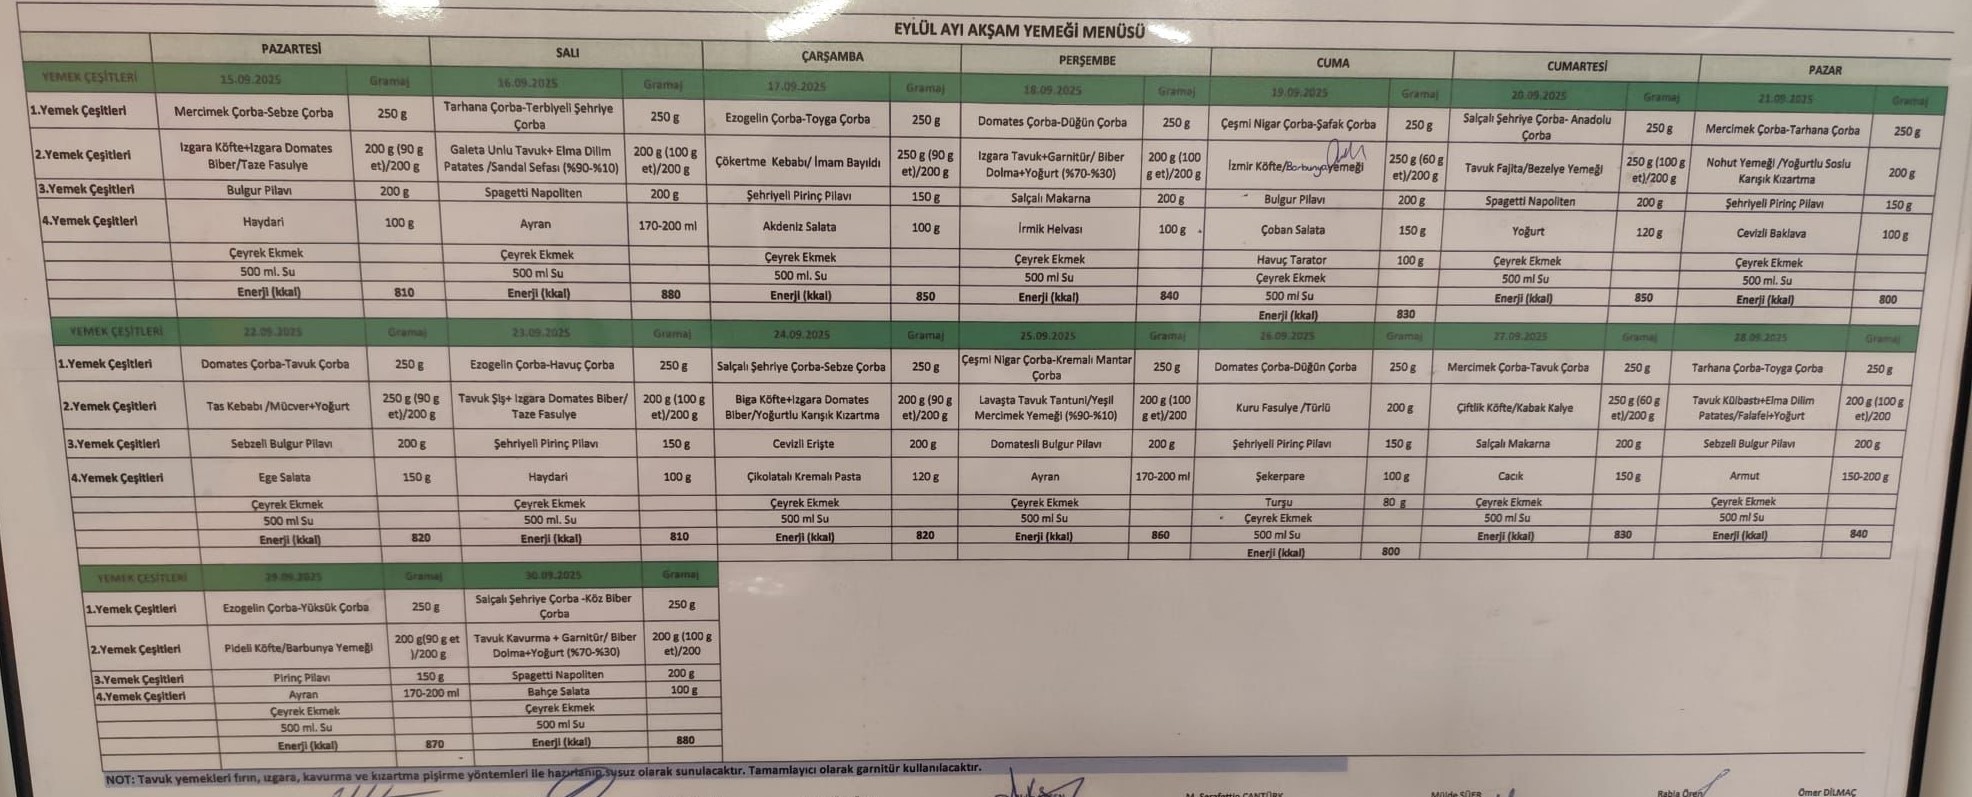 EYLÜL AYI AKŞAM YEMEĞİ MENÜSÜ
PAZARTESİ SALI ÇARŞAMBA PERŞEMBE CUMA CUMARTESİ PAZAR
YEMEK ÇEŞİTLERİ 15.09.2025 Gramaj 16.09.2025 Gramaj 17.09.2025 Gramaj 18.09.2025 Gramaj 19.09.2025 Gramaj 20.09.2025 Gramaj 21.09.2025 Gramaj
1.Yemek Çeşitleri Mercimek Çorba-Sebze Çorba 250 g Tarhana Çorba-Terbiyeli Şehriye Çorba 250 g Ezogelin Çorba-Toyga Çorba 250 g Domates Çorba-Düğün Çorba 250 g Çeşmi Nigar Çorba-Şafak Çorba 250 g Salçalı Şehriye Çorba- Anadolu Çorba 250 g Mercimek Çorba-Tarhana Çorba 250 g
2.Yemek Çeşitleri Izgara Köfte+Izgara Domates Biber/Taze Fasulye 200 g (90 g et)/200 g Galeta Unlu Tavuk+ Elma Dilim Patates /Sandal Sefası (%90-%10) 200 g (100 g et)/200 g Çökertme Kebabı/ İmam Bayıldı 250 g (90 g et)/200 g Izgara Tavuk+Garnitür/ Biber Dolma+Yoğurt (%70-%30) 200 g (100 g et)/200 g İzmir Köfte/Barbunya yemeği 250 g (60 g et)/200 g Tavuk Fajita/Bezelye Yemeği 250 g (100 g et)/200 g Nohut Yemeği /Yoğurtlu Soslu Karışık Kızartma 200 g
3.Yemek Çeşitleri Bulgur Pilavı 200 g Spagetti Napoliten 200 g Şehriyeli Pirinç Pilavı 150 g Salçalı Makarna 200 g Bulgur Pilavı 200 g Spagetti Napoliten 200 g Şehriyeli Pirinç Pilavı 150 g
4.Yemek Çeşitleri Haydari 100 g Ayran 170-200 ml Akdeniz Salata 100 g İrmik Helvası 100 g Çoban Salata 150 g Yoğurt 120 g Cevizli Baklava 100 g
Çeyrek Ekmek Çeyrek Ekmek Çeyrek Ekmek Çeyrek Ekmek Havuç Tarator 100 g Çeyrek Ekmek Çeyrek Ekmek
500 ml. Su 500 ml Su 500 ml. Su 500 ml Su Çeyrek Ekmek 500 ml Su 500 ml. Su
Enerji (kkal) 810 Enerji (kkal) 880 Enerji (kkal) 850 Enerji (kkal) 840 500 ml Su Enerji (kkal) 850 Enerji (kkal) 800
Enerji (kkal) 830
YEMEK ÇEŞİTLERİ 22.09.2025 Gramaj 23.09.2025 Gramaj 24.09.2025 Gramaj 25.09.2025 Gramaj 26.09.2025 Gramaj 27.09.2025 Gramaj 28.09.2025 Gramaj
1.Yemek Çeşitleri Domates Çorba-Tavuk Çorba 250 g Ezogelin Çorba-Havuç Çorba 250 g Salçalı Şehriye Çorba-Sebze Çorba 250 g Çeşmi Nigar Çorba-Kremalı Mantar Çorba 250 g Domates Çorba-Düğün Çorba 250 g Mercimek Çorba-Tavuk Çorba 250 g Tarhana Çorba-Toyga Çorba 250 g
2.Yemek Çeşitleri Tas Kebabı /Mücver+Yoğurt 250 g (90 g et)/200 g Tavuk Şiş+ Izgara Domates Biber/ Taze Fasulye 200 g (100 g et)/200 g Biga Köfte+Izgara Domates Biber/Yoğurtlu Karışık Kızartma 200 g (90 g et)/200 g Lavaşta Tavuk Tantuni/Yeşil Mercimek Yemeği (%90-%10) 200 g (100 g et)/200 Kuru Fasulye /Türlü 200 g Çiftlik Köfte/Kabak Kalye 250 g (60 g et)/200 g Tavuk Külbastı+Elma Dilim Patates/Falafel+Yoğurt 200 g (100 g et)/200
3.Yemek Çeşitleri Sebzeli Bulgur Pilavı 200 g Şehriyeli Pirinç Pilavı 150 g Cevizli Erişte 200 g Domatesli Bulgur Pilavı 200 g Şehriyeli Pirinç Pilavı 150 g Salçalı Makarna 200 g Sebzeli Bulgur Pilavı 200 g
4.Yemek Çeşitleri Ege Salata 150 g Haydari 100 g Çikolatalı Kremalı Pasta 120 g Ayran 170-200 ml Şekerpare 100 g Cacık 150 g Armut 150-200 g
Çeyrek Ekmek Çeyrek Ekmek Çeyrek Ekmek Çeyrek Ekmek Turşu 80 g Çeyrek Ekmek Çeyrek Ekmek
500 ml Su 500 ml. Su 500 ml Su 500 ml Su Çeyrek Ekmek 500 ml Su 500 ml Su
Enerji (kkal) 820 Enerji (kkal) 810 Enerji (kkal) 820 Enerji (kkal) 860 500 ml Su Enerji (kkal) 830 Enerji (kkal) 840
Enerji (kkal) 800
YEMEK ÇEŞİTLERİ 29.09.2025 Gramaj 30.09.2025 Gramaj
1.Yemek Çeşitleri Ezogelin Çorba-Yüksük Çorba 250 g Salçalı Şehriye Çorba -Köz Biber Çorba 250 g
2.Yemek Çeşitleri Pideli Köfte/Barbunya Yemeği 200 g(90 g et )/200 g Tavuk Kavurma + Garnitür/ Biber Dolma+Yoğurt (%70-%30) 200 g (100 g et)/200
3.Yemek Çeşitleri Pirinç Pilavı 150 g Spagetti Napoliten 200 g
4.Yemek Çeşitleri Ayran 170-200 ml Bahçe Salata 100 g
Çeyrek Ekmek Çeyrek Ekmek
500 ml. Su 500 ml Su
Enerji (kkal) 870 Enerji (kkal) 880
NOT: Tavuk yemekleri fırın, ızgara, kavurma ve kızartma pişirme yöntemleri ile hazırlanıp susuz olarak sunulacaktır. Tamamlayıcı olarak garnitür kullanılacaktır.
M. Şerafettin CANTÜRK Müjde SÜER Rabia Ören Ömer DİLMAÇ